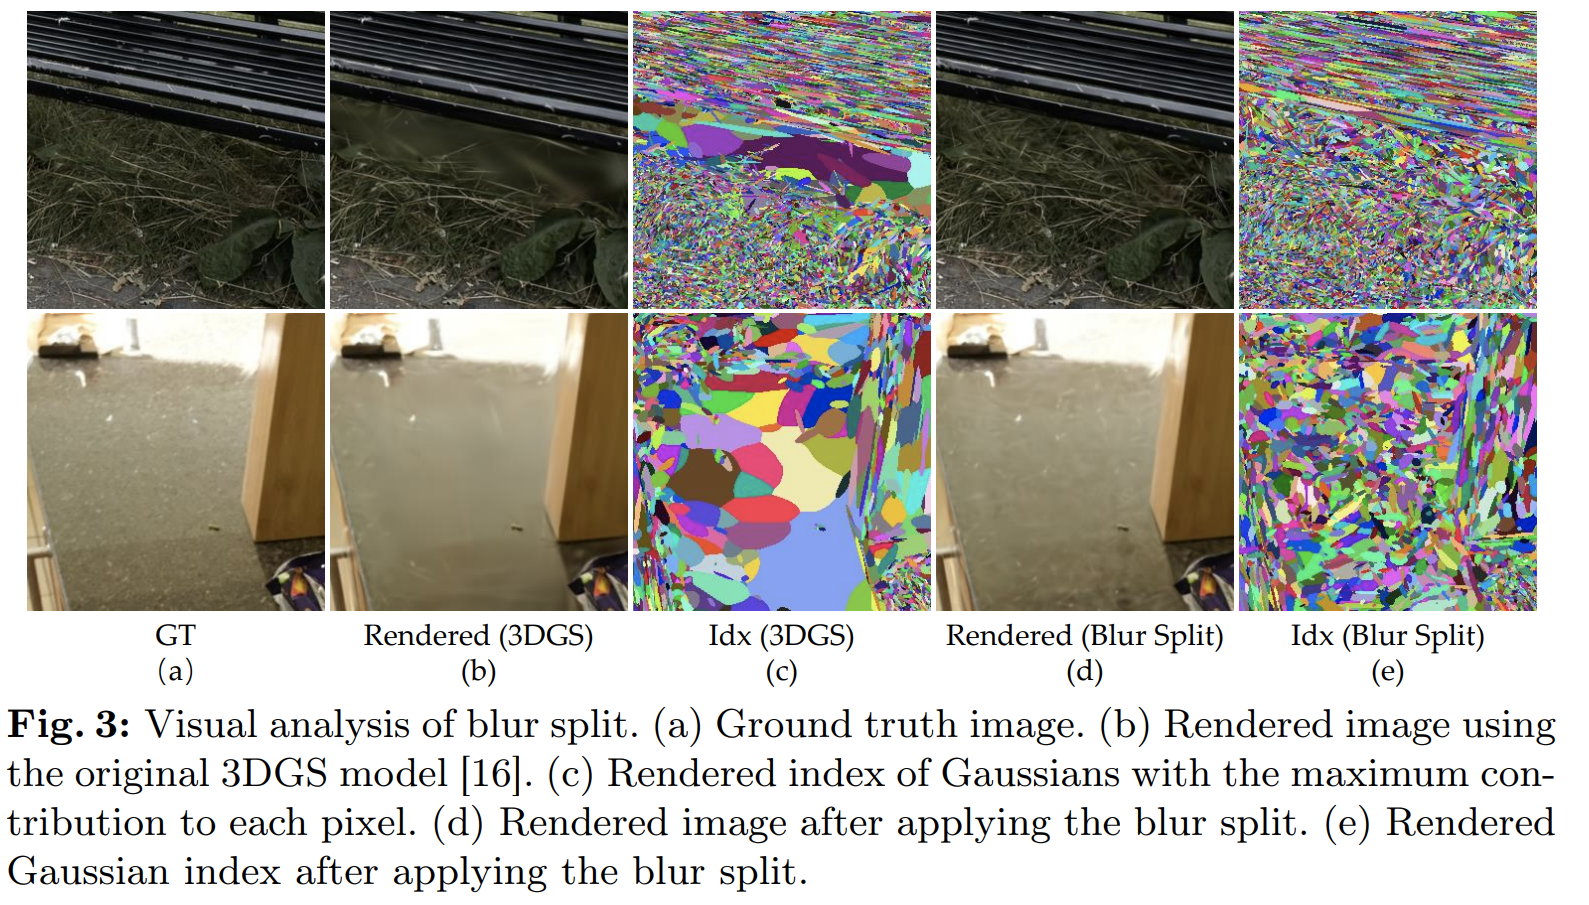 GT
(a)
Rendered (3DGS)
(b)
Idx (3DGS)
(c)
Rendered (Blur Split)
(d)
Idx (Blur Split)
(e)
Fig. 3: Visual analysis of blur split. (a) Ground truth image. (b) Rendered image using
the original 3DGS model [16]. (c) Rendered index of Gaussians with the maximum con-
tribution to each pixel. (d) Rendered image after applying the blur split. (e) Rendered
Gaussian index after applying the blur split.